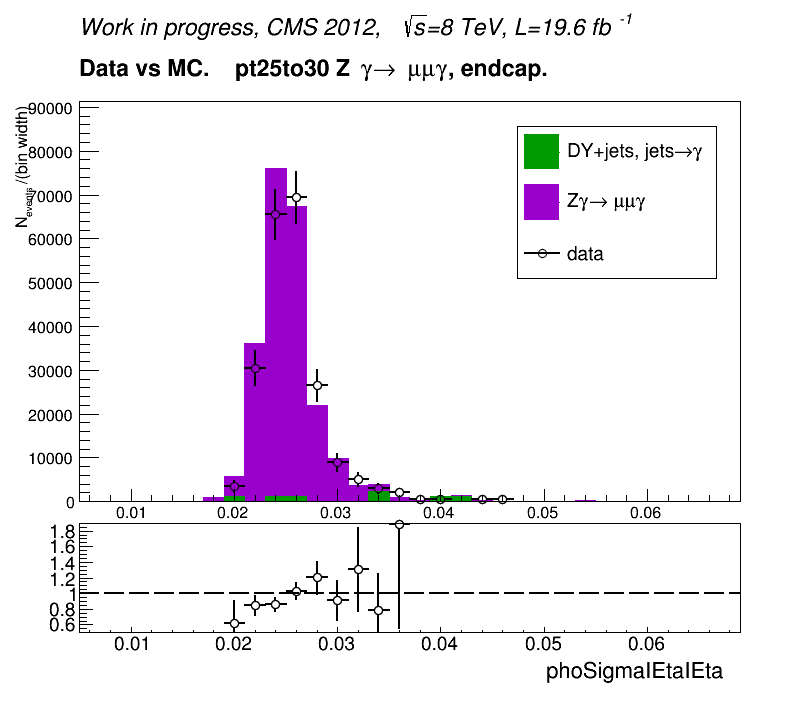 Work in progress, CMS 2012, √s=8 TeV, L=19.6 fb -1
Data vs MC. pt25to30 Z γ→ μμγ, endcap.
N events /(bin width)
90000
80000
70000
60000
50000
40000
30000
20000
10000
0
DY+jets, jets→γ
Zγ→ μμγ
data
0.01 0.02 0.03 0.04 0.05 0.06
1.8
1.6
1.4
1.2
1
0.8
0.6
0.01 0.02 0.03 0.04 0.05 0.06
phoSigmaIEtaIEta